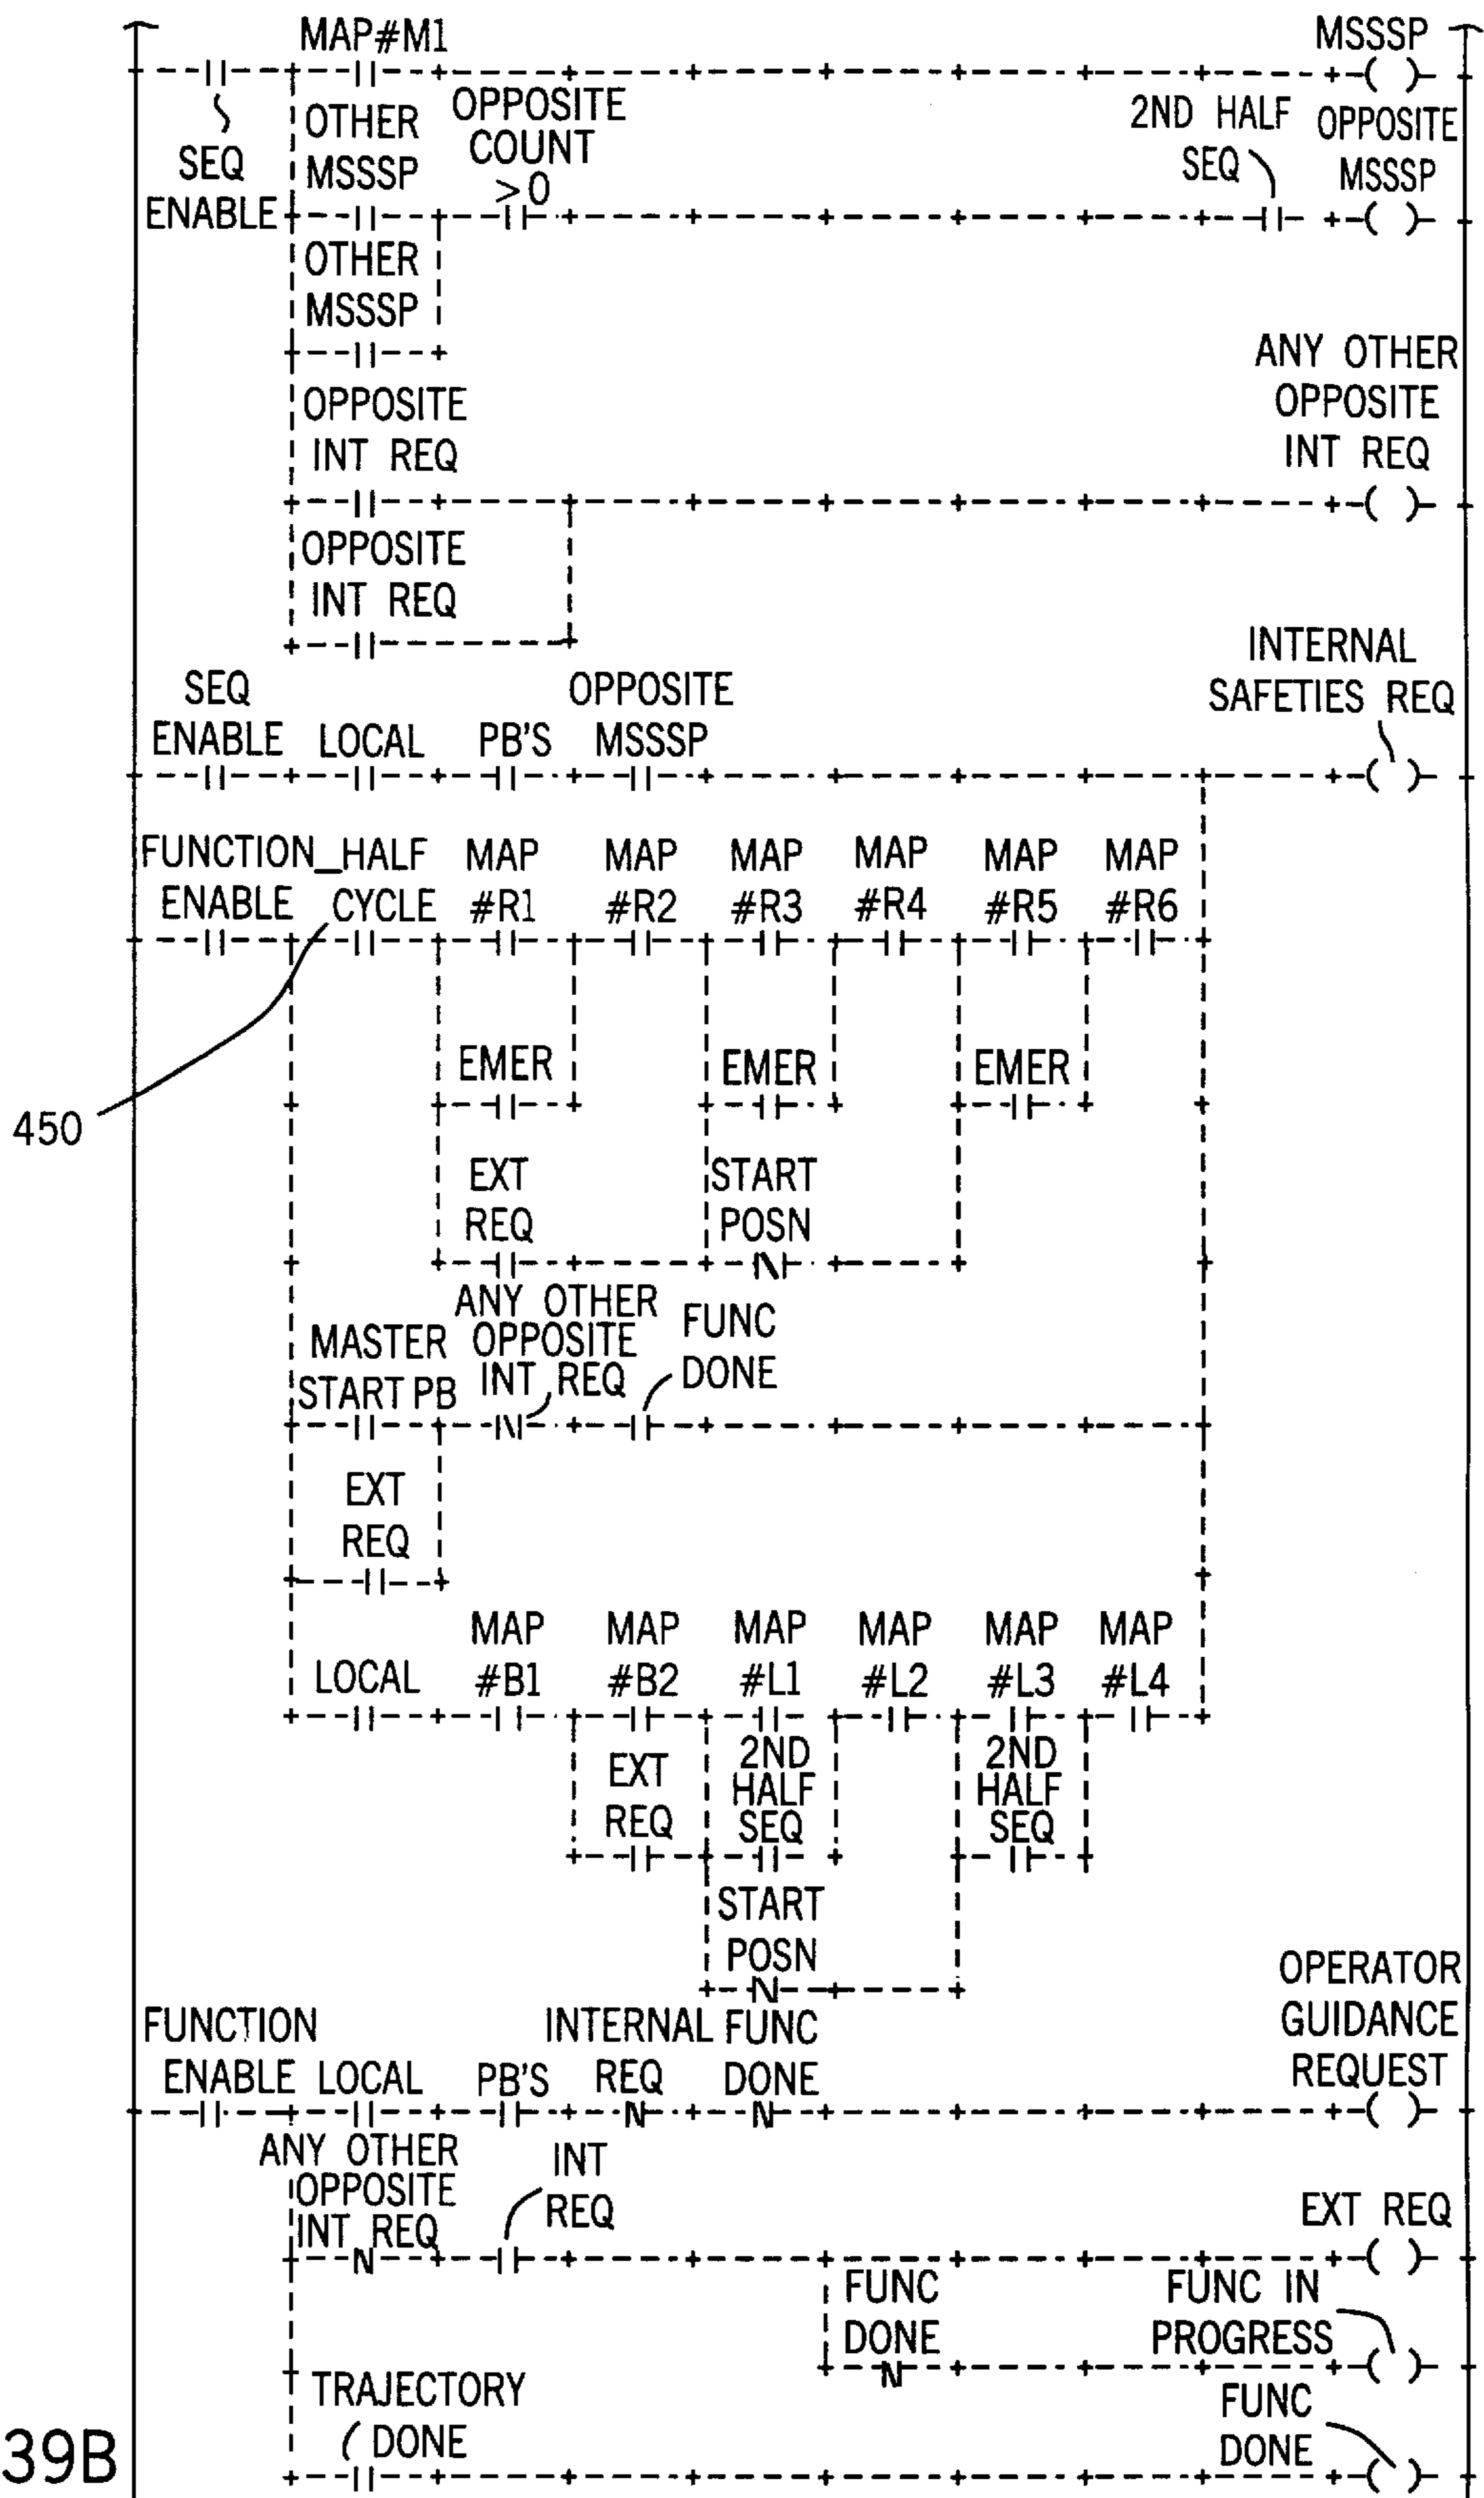 MAP#M1
MSSSP
OTHER
MSSSP
OPPOSITE
COUNT
>0
2ND HALF
SEQ
OPPOSITE
MSSSP
SEQ
ENABLE
OTHER
MSSSP
ANY OTHER
OPPOSITE
INT REQ
OPPOSITE
INT REQ
OPPOSITE
INT REQ
INTERNAL
SAFETIES REQ
SEQ
ENABLE
LOCAL
PB'S
OPPOSITE
MSSSP
FUNCTION_HALF
ENABLE CYCLE
MAP
#R1
MAP
#R2
MAP
#R3
MAP
#R4
MAP
#R5
MAP
#R6
450
EMER
EMER
EMER
EXT
REQ
START
POSN
MASTER
START PB
ANY OTHER
OPPOSITE
INT REQ
FUNC
DONE
EXT
REQ
LOCAL
MAP
#B1
MAP
#B2
MAP
#L1
MAP
#L2
MAP
#L3
MAP
#L4
EXT
REQ
2ND
HALF
SEQ
2ND
HALF
SEQ
START
POSN
OPERATOR
GUIDANCE
REQUEST
FUNCTION
ENABLE
LOCAL
PB'S
INTERNAL
REQ
FUNC
DONE
ANY OTHER
OPPOSITE
INT REQ
INT
REQ
EXT REQ
FUNC
DONE
FUNC IN
PROGRESS
TRAJECTORY
DONE
FUNC
DONE
39B